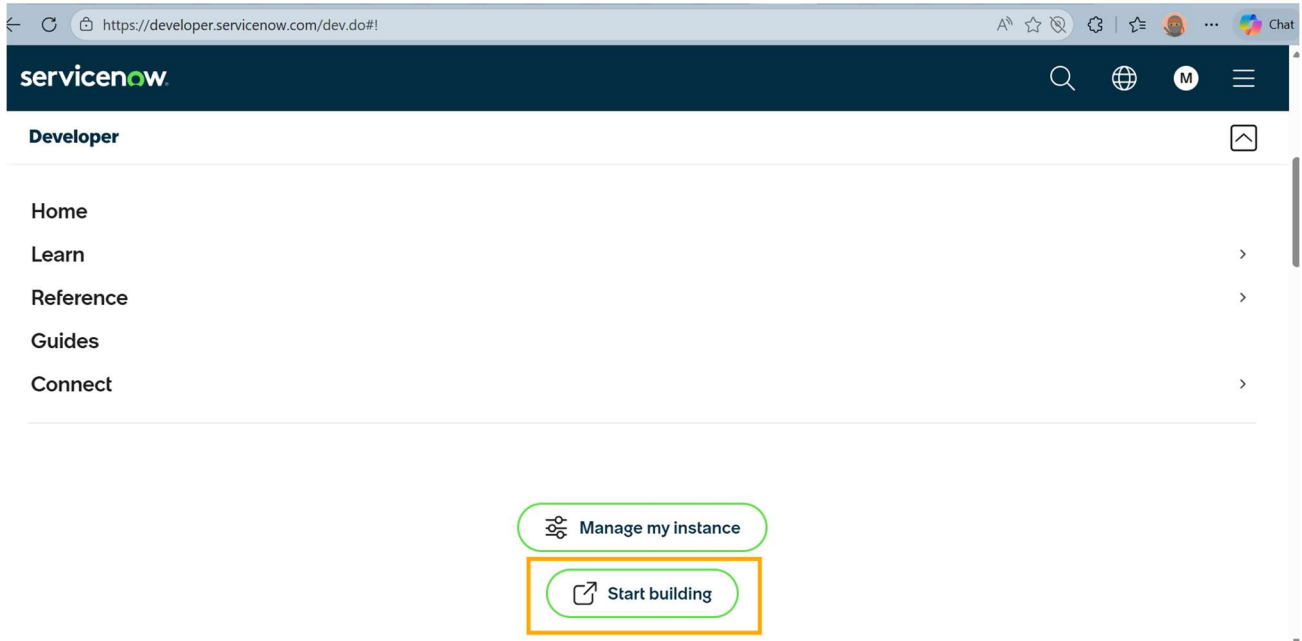 https://developer.servicenow.com/dev.do#!
Chat
servicenow.
M
Developer
Home
Learn
Reference
Guides
Connect
Manage my instance
Start building